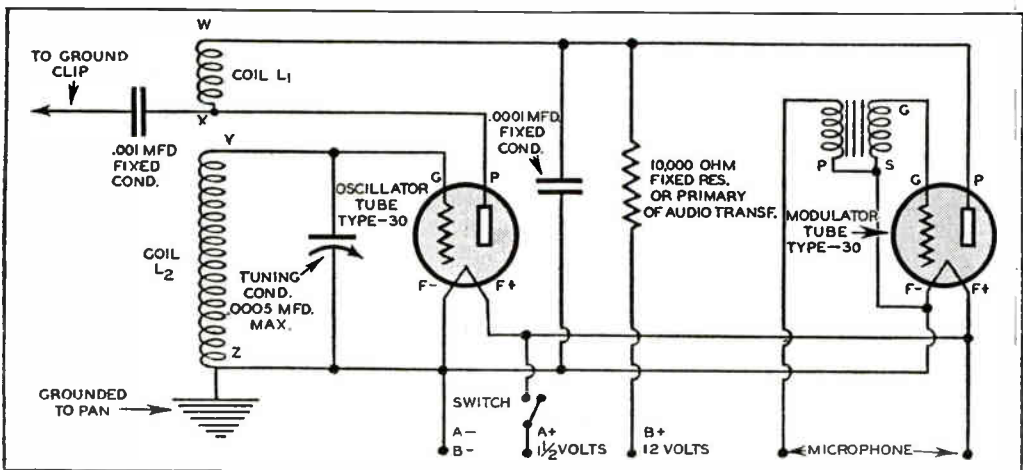 W
TO GROUND
CLIP
COIL L1
X
.001 MFD
FIXED
COND.
Y
G
P
OSCILLATOR
TUBE
TYPE-30
F-
F+
COIL
L2
TUNING
COND.
.0005 MFD.
MAX.
Z
GROUNDED
TO PAN
.0001 MFD.
FIXED
COND.
10,000 OHM
FIXED RES.
OR PRIMARY
OF AUDIO TRANSF.
P
S
G
G
P
MODULATOR
TUBE
TYPE-30
F-
F+
SWITCH
A-
B-
A+
1 1/2 VOLTS
B+
12 VOLTS
MICROPHONE